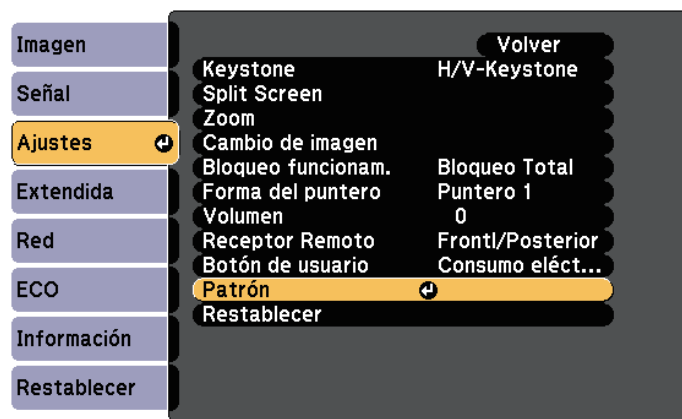 Imagen
Señal
Ajustes
Extendida
Red
ECO
Información
Restablecer
Volver
Keystone H/V-Keystone
Split Screen
Zoom
Cambio de imagen
Bloqueo funcionam. Bloqueo Total
Forma del puntero Puntero 1
Volumen 0
Receptor Remoto Frontl/Posterior
Botón de usuario Consumo eléct...
Patrón
Restablecer